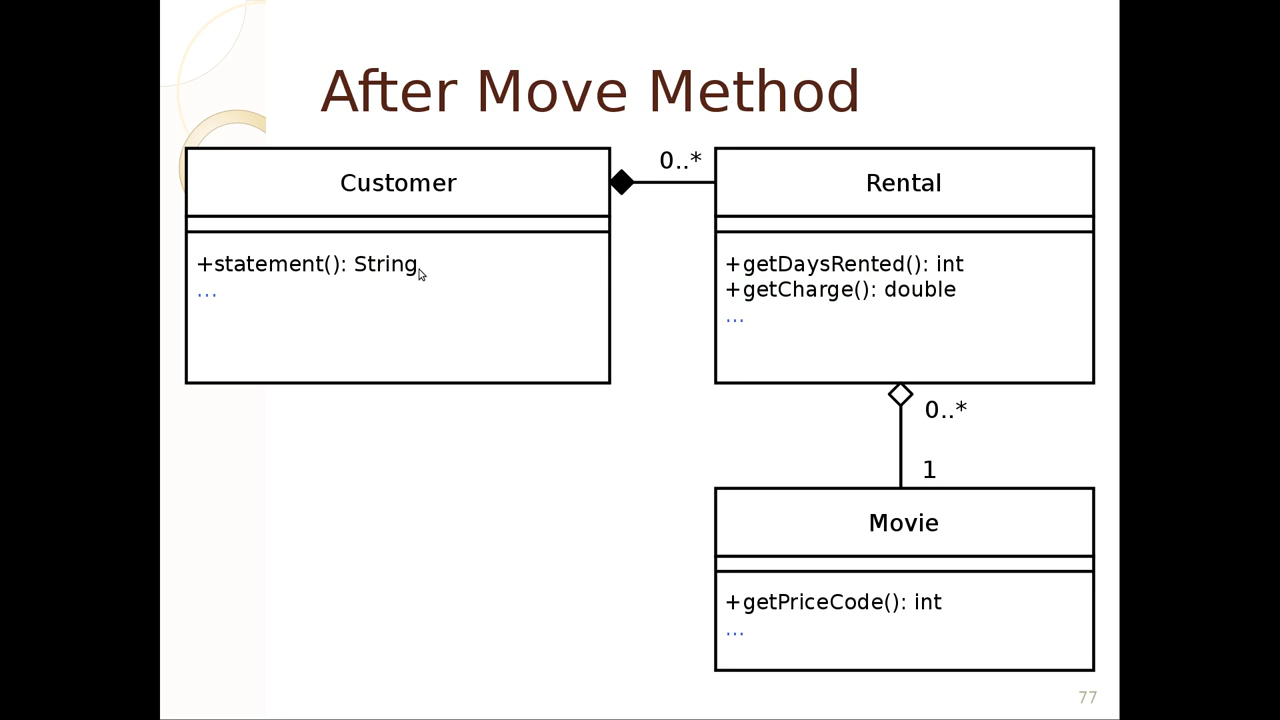 After Move Method
Customer
0..*
Rental
+statement(): String
...
+getDaysRented(): int
+getCharge(): double
...
0..*
1
Movie
+getPriceCode(): int
...
77